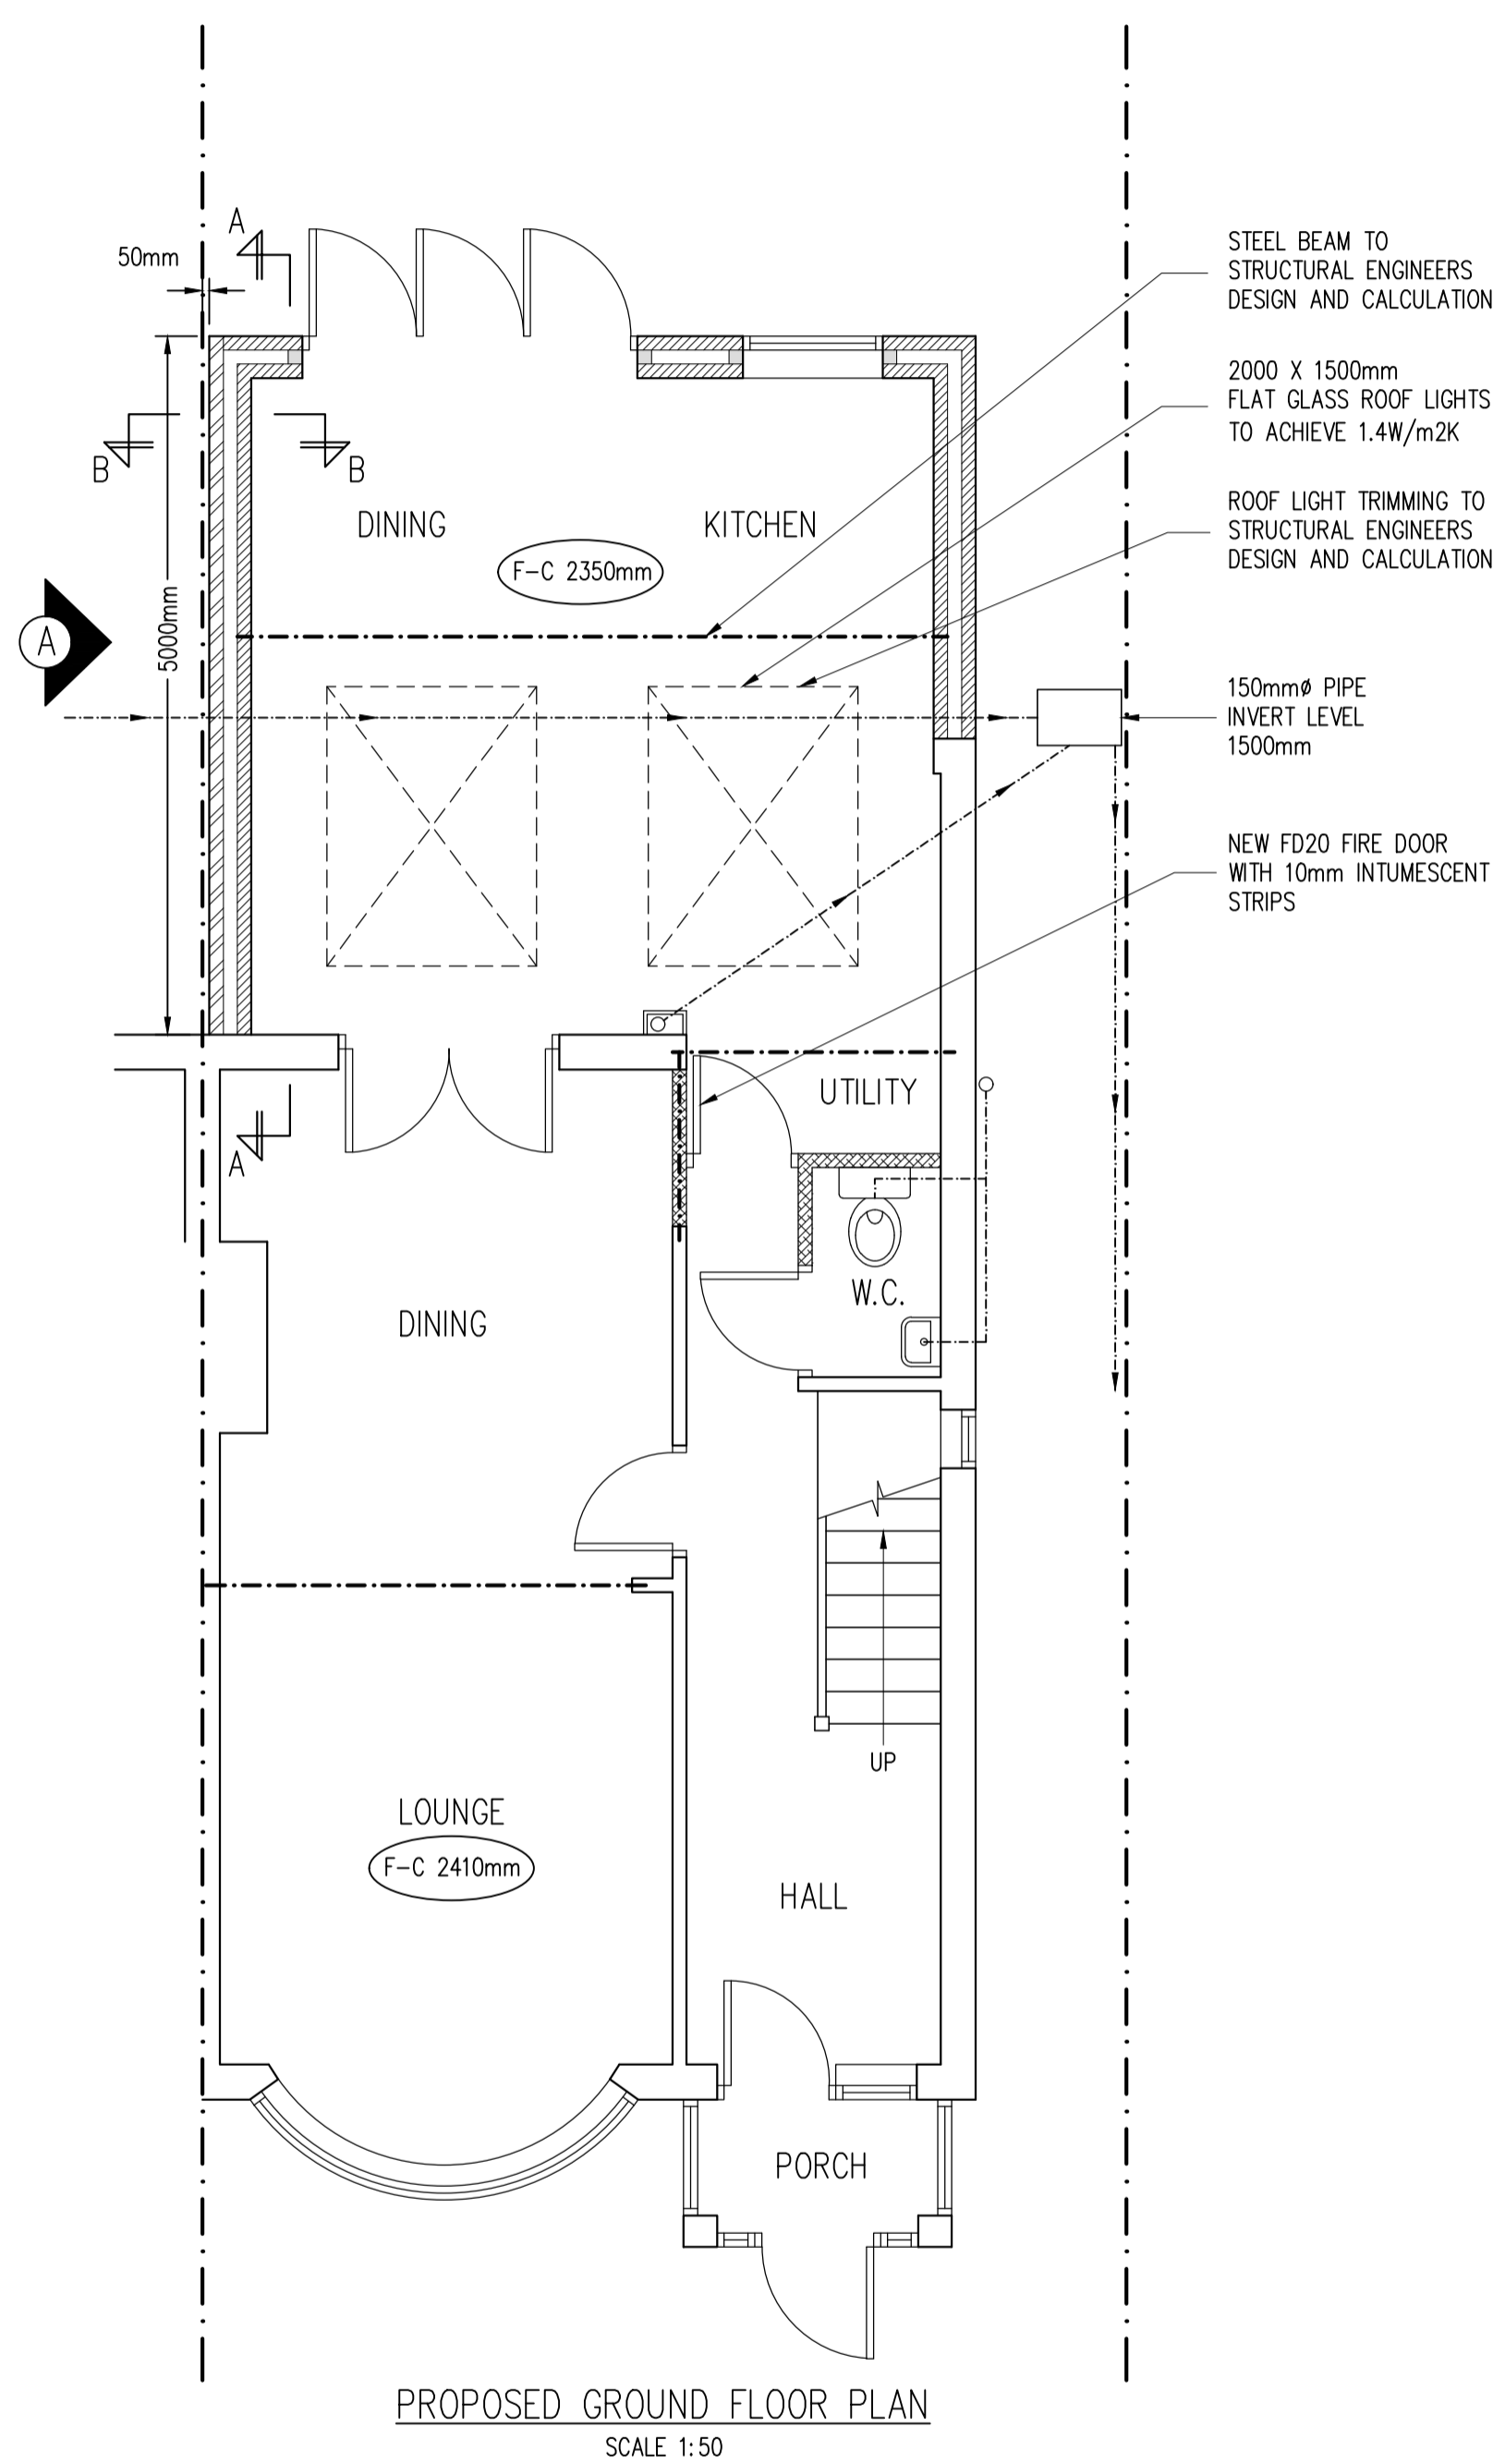 A
50mm
STEEL BEAM TO
STRUCTURAL ENGINEERS
DESIGN AND CALCULATION
2000 X 1500mm
FLAT GLASS ROOF LIGHTS
TO ACHIEVE 1.4W/m2K
B
B
DINING
KITCHEN
ROOF LIGHT TRIMMING TO
STRUCTURAL ENGINEERS
DESIGN AND CALCULATION
F-C 2350mm
5000mm
A
150mmø PIPE
INVERT LEVEL
1500mm
NEW FD20 FIRE DOOR
WITH 10mm INTUMESCENT
STRIPS
UTILITY
A
W.C.
DINING
UP
LOUNGE
F-C 2410mm
HALL
PORCH
PROPOSED GROUND FLOOR PLAN
SCALE 1:50